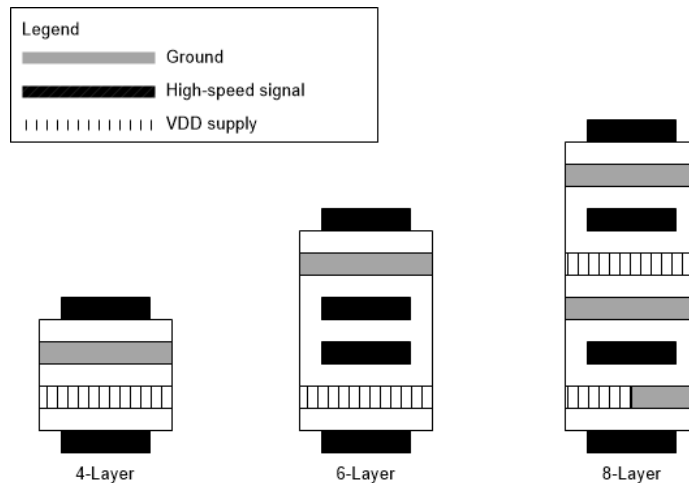 Legend
Ground
High-speed signal
VDD supply
4-Layer
6-Layer
8-Layer